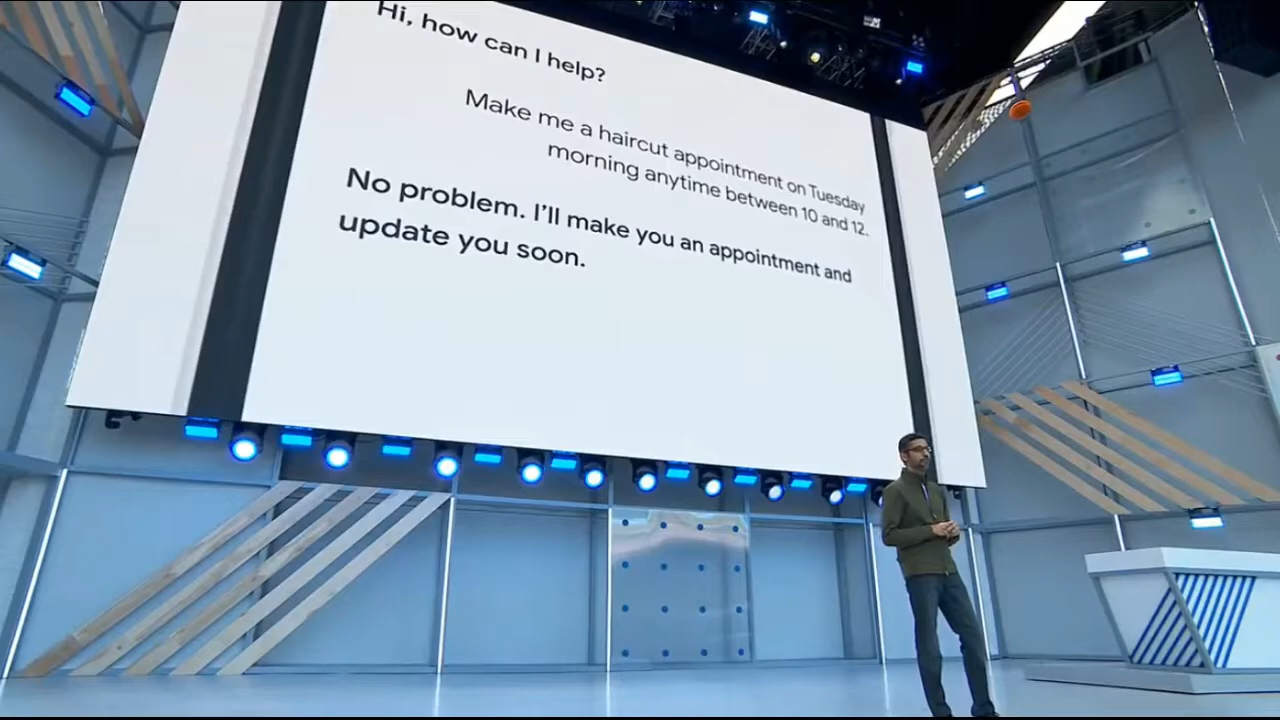 Hi, how can I help?
Make me a haircut appointment on Tuesday
morning anytime between 10 and 12.
No problem. I'll make you an appointment and
update you soon.